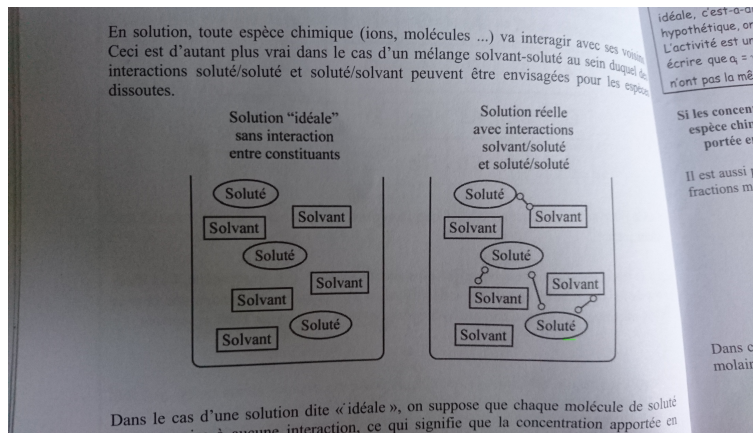 En solution, toute espèce chimique (ions, molécules ...) va interagir avec ses voisins
Ceci est d'autant plus vrai dans le cas d'un mélange solvant-soluté au sein duquel de
interactions soluté/soluté et soluté/solvant peuvent être envisagées pour les espèces
dissoutes.
Solution "idéale"
sans interaction
entre constituants
Soluté
Solvant
Solvant
Soluté
Solvant
Solvant
Soluté
Solvant
Solution réelle
avec interactions
solvant/soluté
et soluté/soluté
Soluté
Solvant
Solvant
Soluté
Solvant
Solvant
Soluté
Solvant
Dans le cas d'une solution dite « idéale », on suppose que chaque molécule de soluté
aucune interaction, ce qui signifie que la concentration apportée en
idéale, c'est-à-
hypothétique, or
L'activité est un
écrire que aᵢ =
n'ont pas la mê
Si les concen
espèce chi
portée e
Il est aussi
fractions m
Dans c
molair